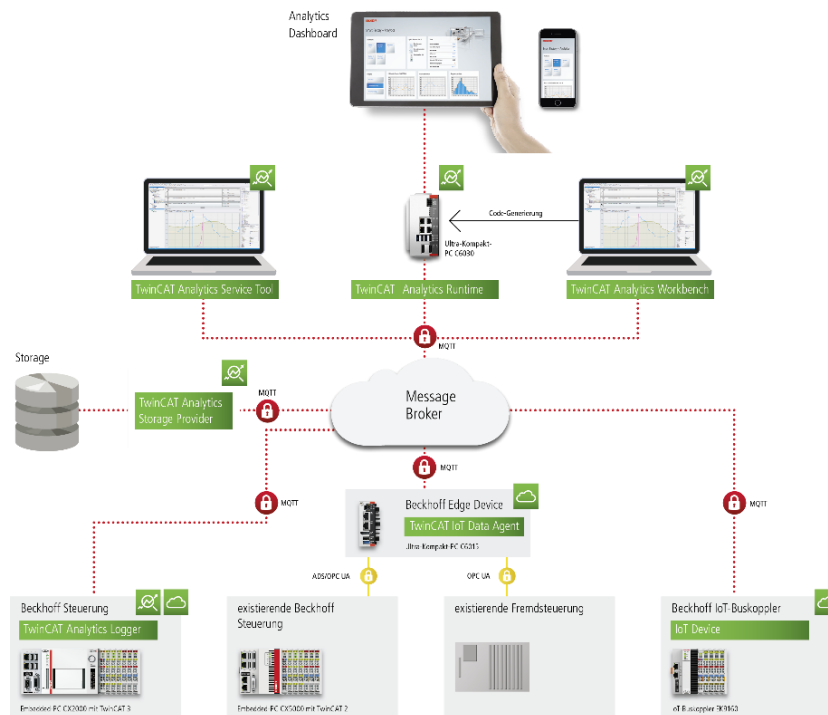 Analytics
Dashboard
Code-Generierung
Ultra-Kompakt-
PC C6030
TwinCAT Analytics Service Tool
TwinCAT Analytics Runtime
TwinCAT Analytics Workbench
MQTT
Storage
TwinCAT Analytics
Storage Provider
MQTT
Message
Broker
MQTT
MQTT
MQTT
Beckhoff Edge Device
TwinCAT IoT Data Agent
Ultra-Kompakt-PC C6015
ADS/OPC UA
OPC UA
Beckhoff Steuerung
TwinCAT Analytics Logger
Embedded PC CX2000 mit TwinCAT 3
existierende Beckhoff
Steuerung
Embedded PC CX5000 mit TwinCAT 2
existierende Fremdsteuerung
Beckhoff IoT-Buskoppler
IoT Device
IoT Buskoppler EK9160